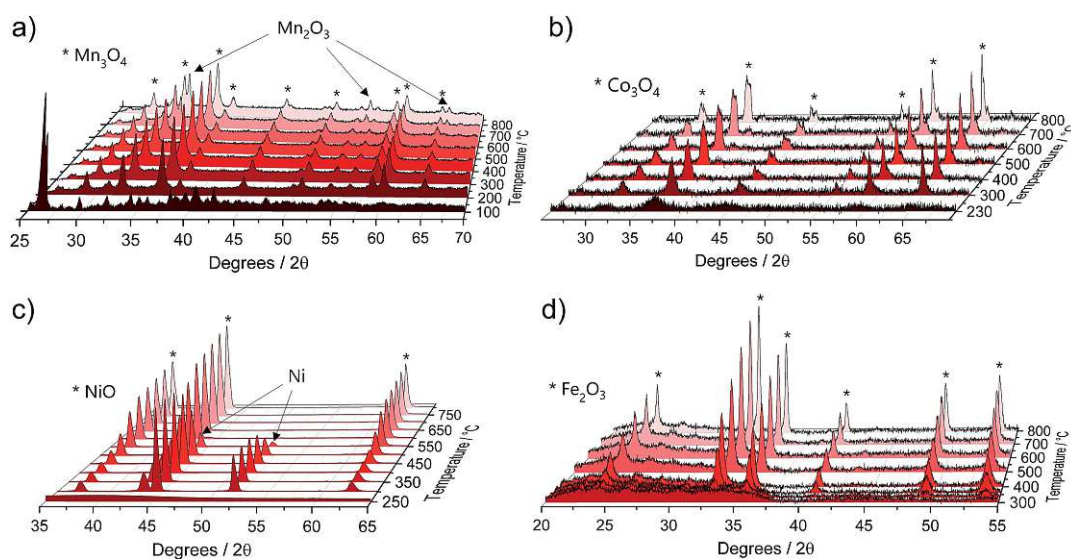 a)
* Mn₃O₄
Mn₂O₃
* * * * * * * * *
800
700
600
500
400
300
200
100
Temperature / °C
25 30 35 40 45 50 55 60 65 70
Degrees / 2θ
b)
* Co₃O₄
* * * * *
800
700
600
500
400
300
230
Temperature / °C
30 35 40 45 50 55 60 65
Degrees / 2θ
c)
* NiO
Ni
* * *
750
650
550
450
350
250
Temperature / °C
35 40 45 50 55 60 65
Degrees / 2θ
d)
* Fe₂O₃
* * * * * *
800
700
600
500
400
300
Temperature / °C
20 25 30 35 40 45 50 55
Degrees / 2θ